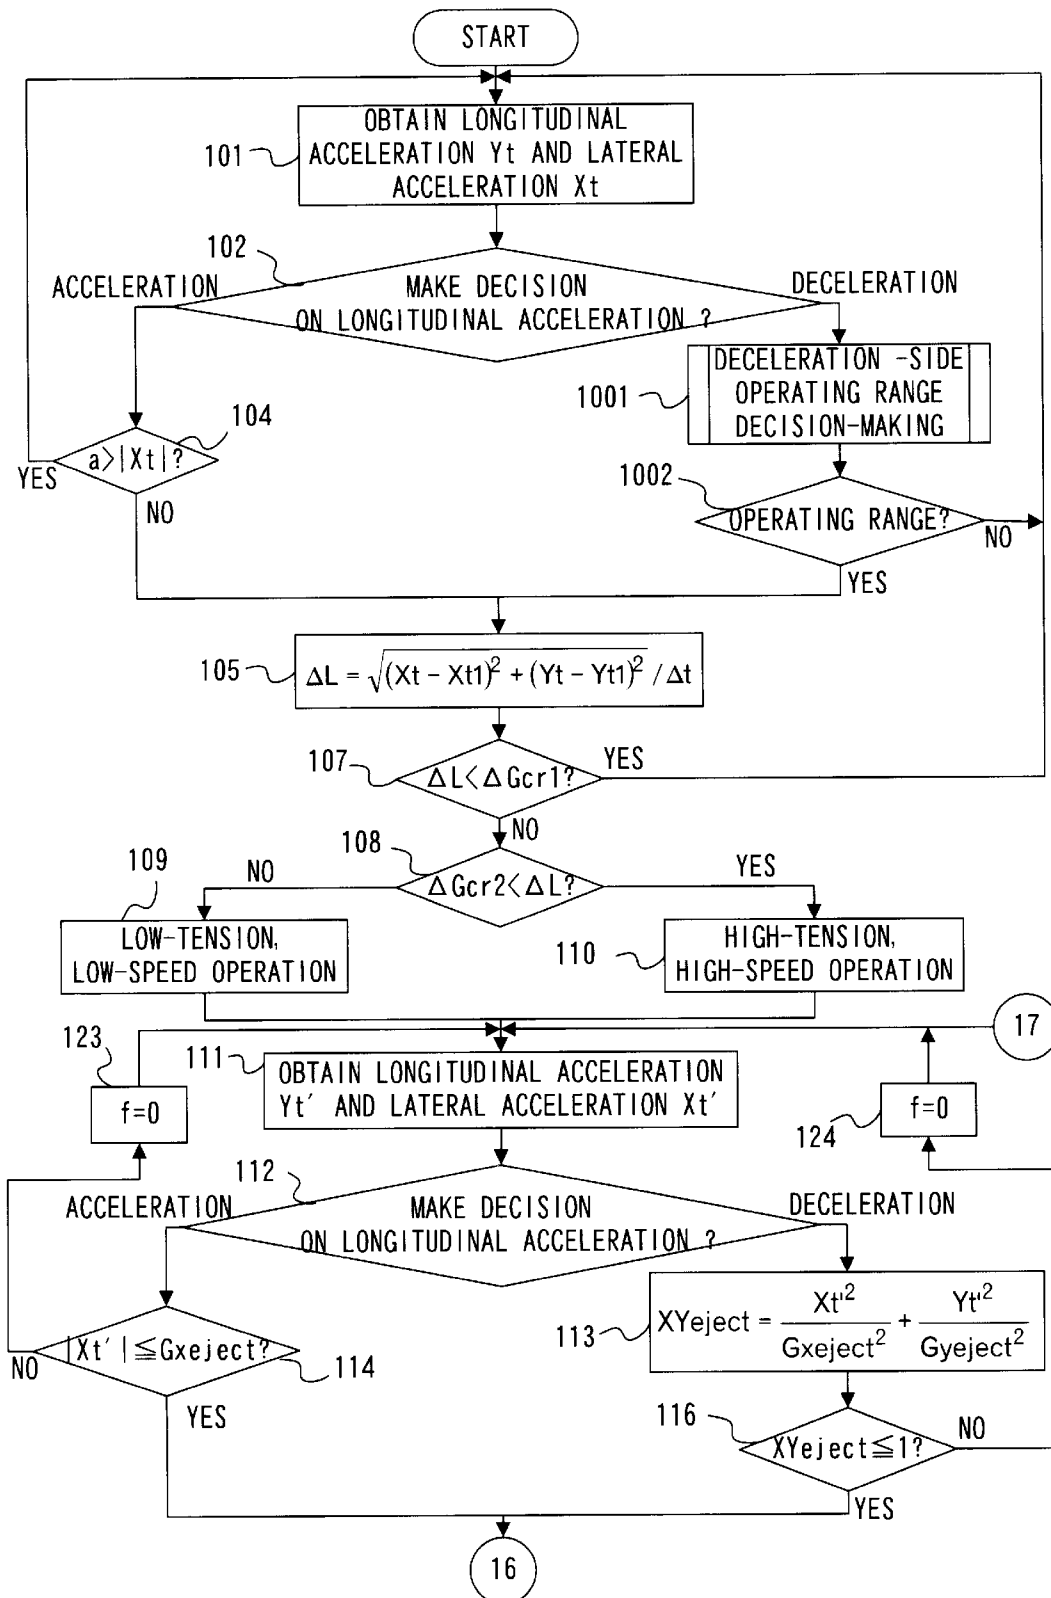 START
OBTAIN LONGITUDINAL
ACCELERATION Yt AND LATERAL
ACCELERATION Xt
101
102
ACCELERATION
MAKE DECISION
ON LONGITUDINAL ACCELERATION ?
DECELERATION
DECELERATION -SIDE
OPERATING RANGE
DECISION-MAKING
1001
104
a>|Xt|?
YES
NO
1002
OPERATING RANGE?
NO
YES
105
ΔL = √(Xt − Xt1)² + (Yt − Yt1)² / Δt
107
ΔL<ΔGcr1?
YES
NO
108
ΔGcr2<ΔL?
NO
YES
109
LOW-TENSION,
LOW-SPEED OPERATION
110
HIGH-TENSION,
HIGH-SPEED OPERATION
17
123
f=0
111
OBTAIN LONGITUDINAL ACCELERATION
Yt′ AND LATERAL ACCELERATION Xt′
f=0
124
112
ACCELERATION
MAKE DECISION
ON LONGITUDINAL ACCELERATION ?
DECELERATION
113
XYeject = Xt'² / Gxeject² + Yt'² / Gyeject²
|Xt′|≦Gxeject?
NO
114
YES
116
XYeject≦1?
NO
YES
16